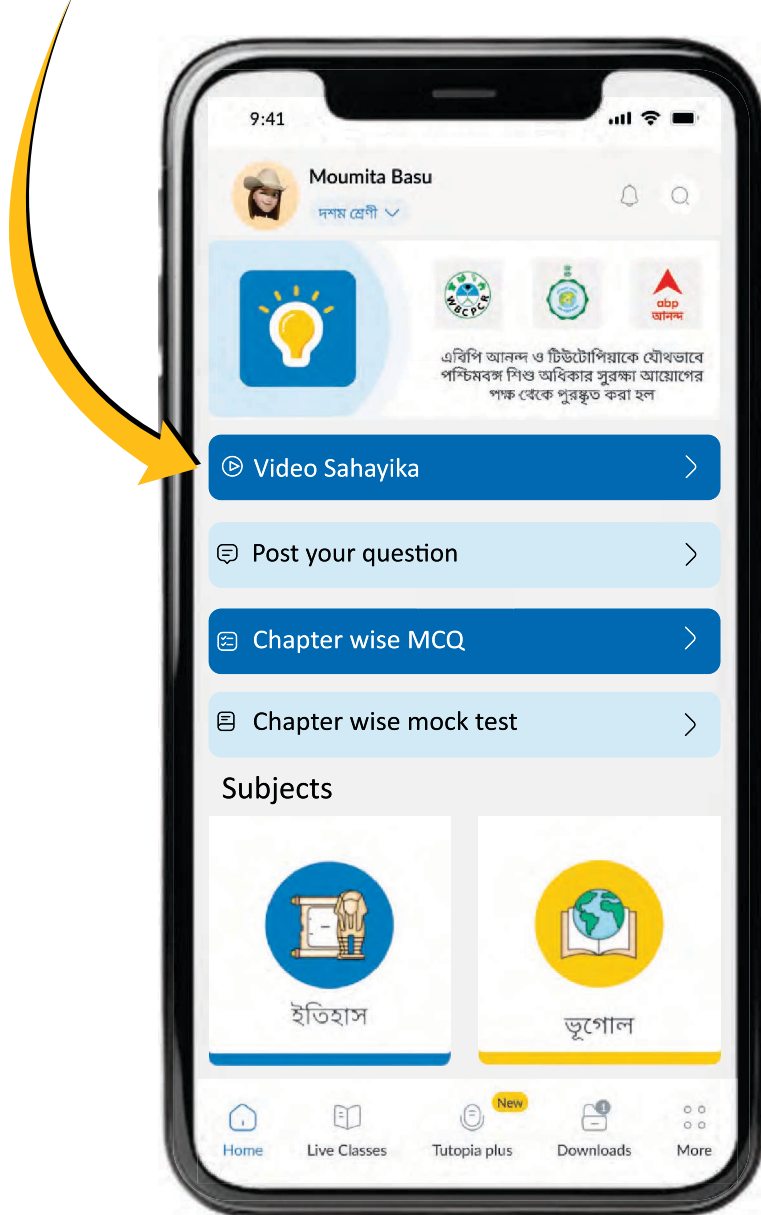 9:41
Moumita Basu
দশম শ্রেণী
WBCPCR
abp
আনন্দ
এবিপি আনন্দ ও টিউটোপিয়াকে যৌথভাবে
পশ্চিমবঙ্গ শিশু অধিকার সুরক্ষা আয়োগের
পক্ষ থেকে পুরষ্কৃত করা হল
Video Sahayika
Post your question
Chapter wise MCQ
Chapter wise mock test
Subjects
ইতিহাস
ভূগোল
New
Home Live Classes Tutopia plus Downloads More